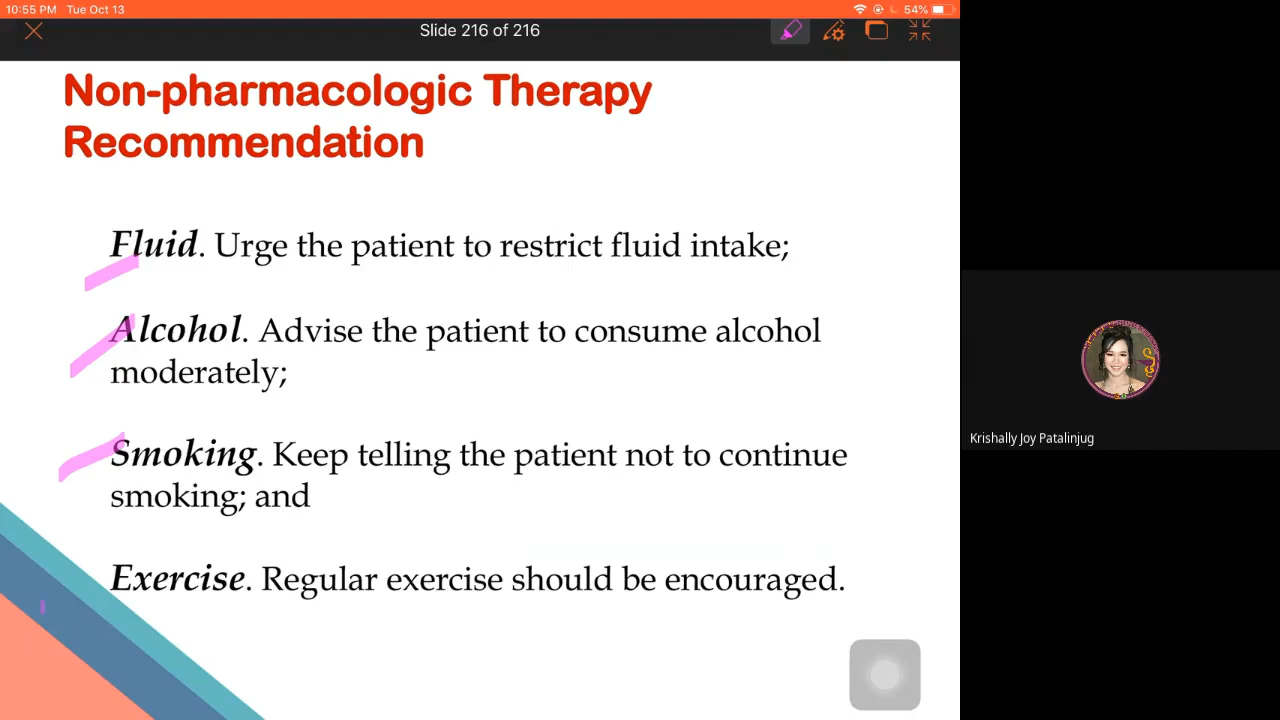 10:55 PM Tue Oct 13
54%
Slide 216 of 216
Non-pharmacologic Therapy
Recommendation
Fluid. Urge the patient to restrict fluid intake;
Alcohol. Advise the patient to consume alcohol
moderately;
Smoking. Keep telling the patient not to continue
smoking; and
Exercise. Regular exercise should be encouraged.
Krishally Joy Patalinjug